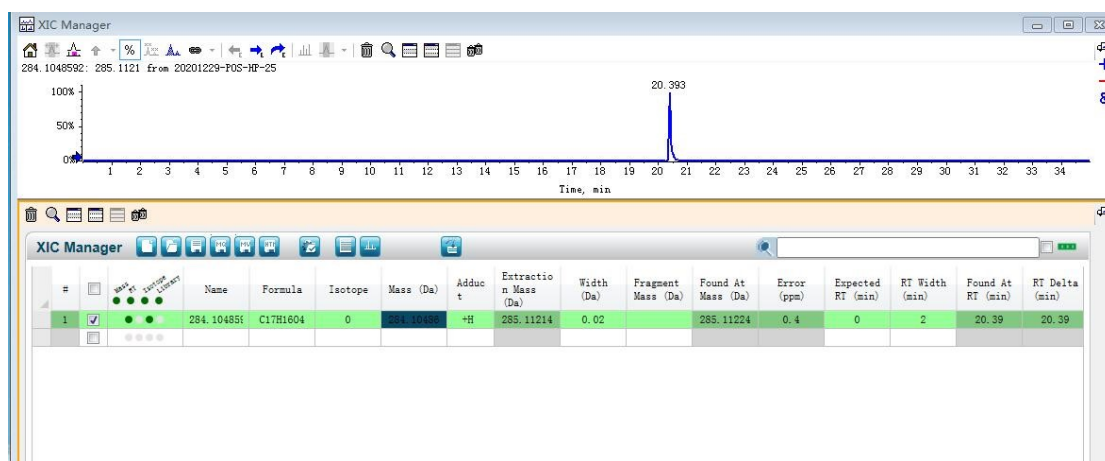 XIC Manager
%
284.1048592: 285.1121 from 20201229-POS-HP-25
100%
50%
0%
20.393
1 2 3 4 5 6 7 8 9 10 11 12 13 14 15 16 17 18 19 20 21 22 23 24 25 26 27 28 29 30 31 32 33 34
Time, min
XIC Manager
# Mass RT Isotope Library Name Formula Isotope Mass (Da) Adduc t Extractio n Mass (Da) Width (Da) Fragment Mass (Da) Found At Mass (Da) Error (ppm) Expected RT (min) RT Width (min) Found At RT (min) RT Delta (min)
1 284.104859 C17H16O4 0 284.10486 +H 285.11214 0.02 285.11224 0.4 0 2 20.39 20.39